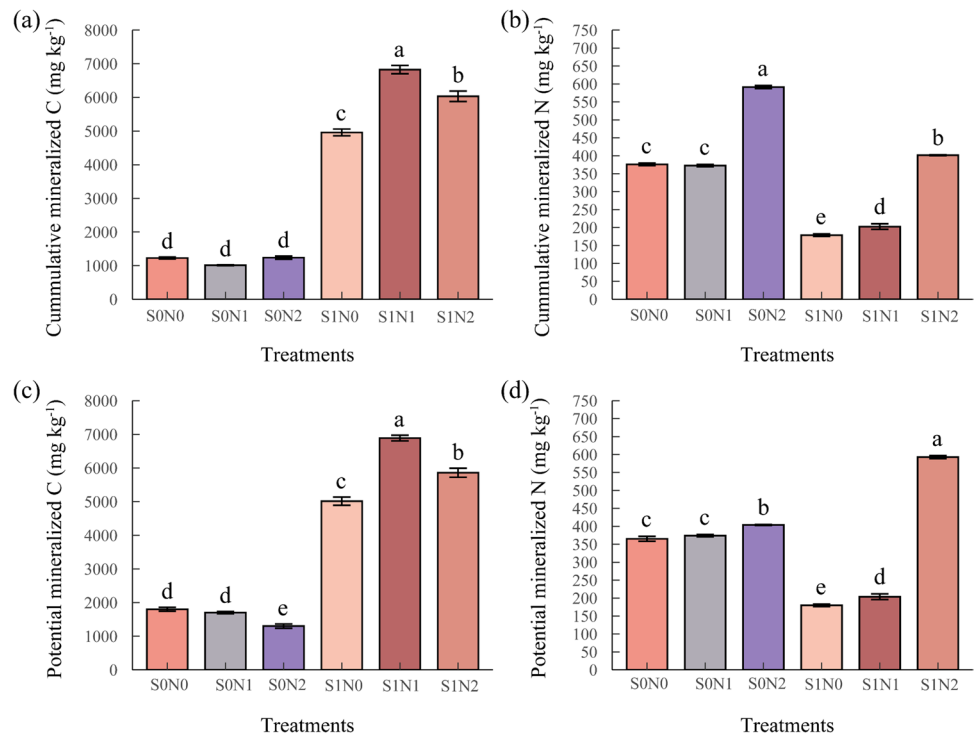 (a)
Cummulative mineralized C (mg kg⁻¹)
8000
7000
6000
5000
4000
3000
2000
1000
0
d
d
d
c
a
b
S0N0 S0N1 S0N2 S1N0 S1N1 S1N2
Treatments
(b)
Cummulative mineralized N (mg kg⁻¹)
750
700
650
600
550
500
450
400
350
300
250
200
150
100
50
0
c
c
a
e
d
b
S0N0 S0N1 S0N2 S1N0 S1N1 S1N2
Treatments
(c)
Potential mineralized C (mg kg⁻¹)
8000
7000
6000
5000
4000
3000
2000
1000
0
d
d
e
c
a
b
S0N0 S0N1 S0N2 S1N0 S1N1 S1N2
Treatments
(d)
Potential mineralized N (mg kg⁻¹)
750
700
650
600
550
500
450
400
350
300
250
200
150
100
50
0
c
c
b
e
d
a
S0N0 S0N1 S0N2 S1N0 S1N1 S1N2
Treatments